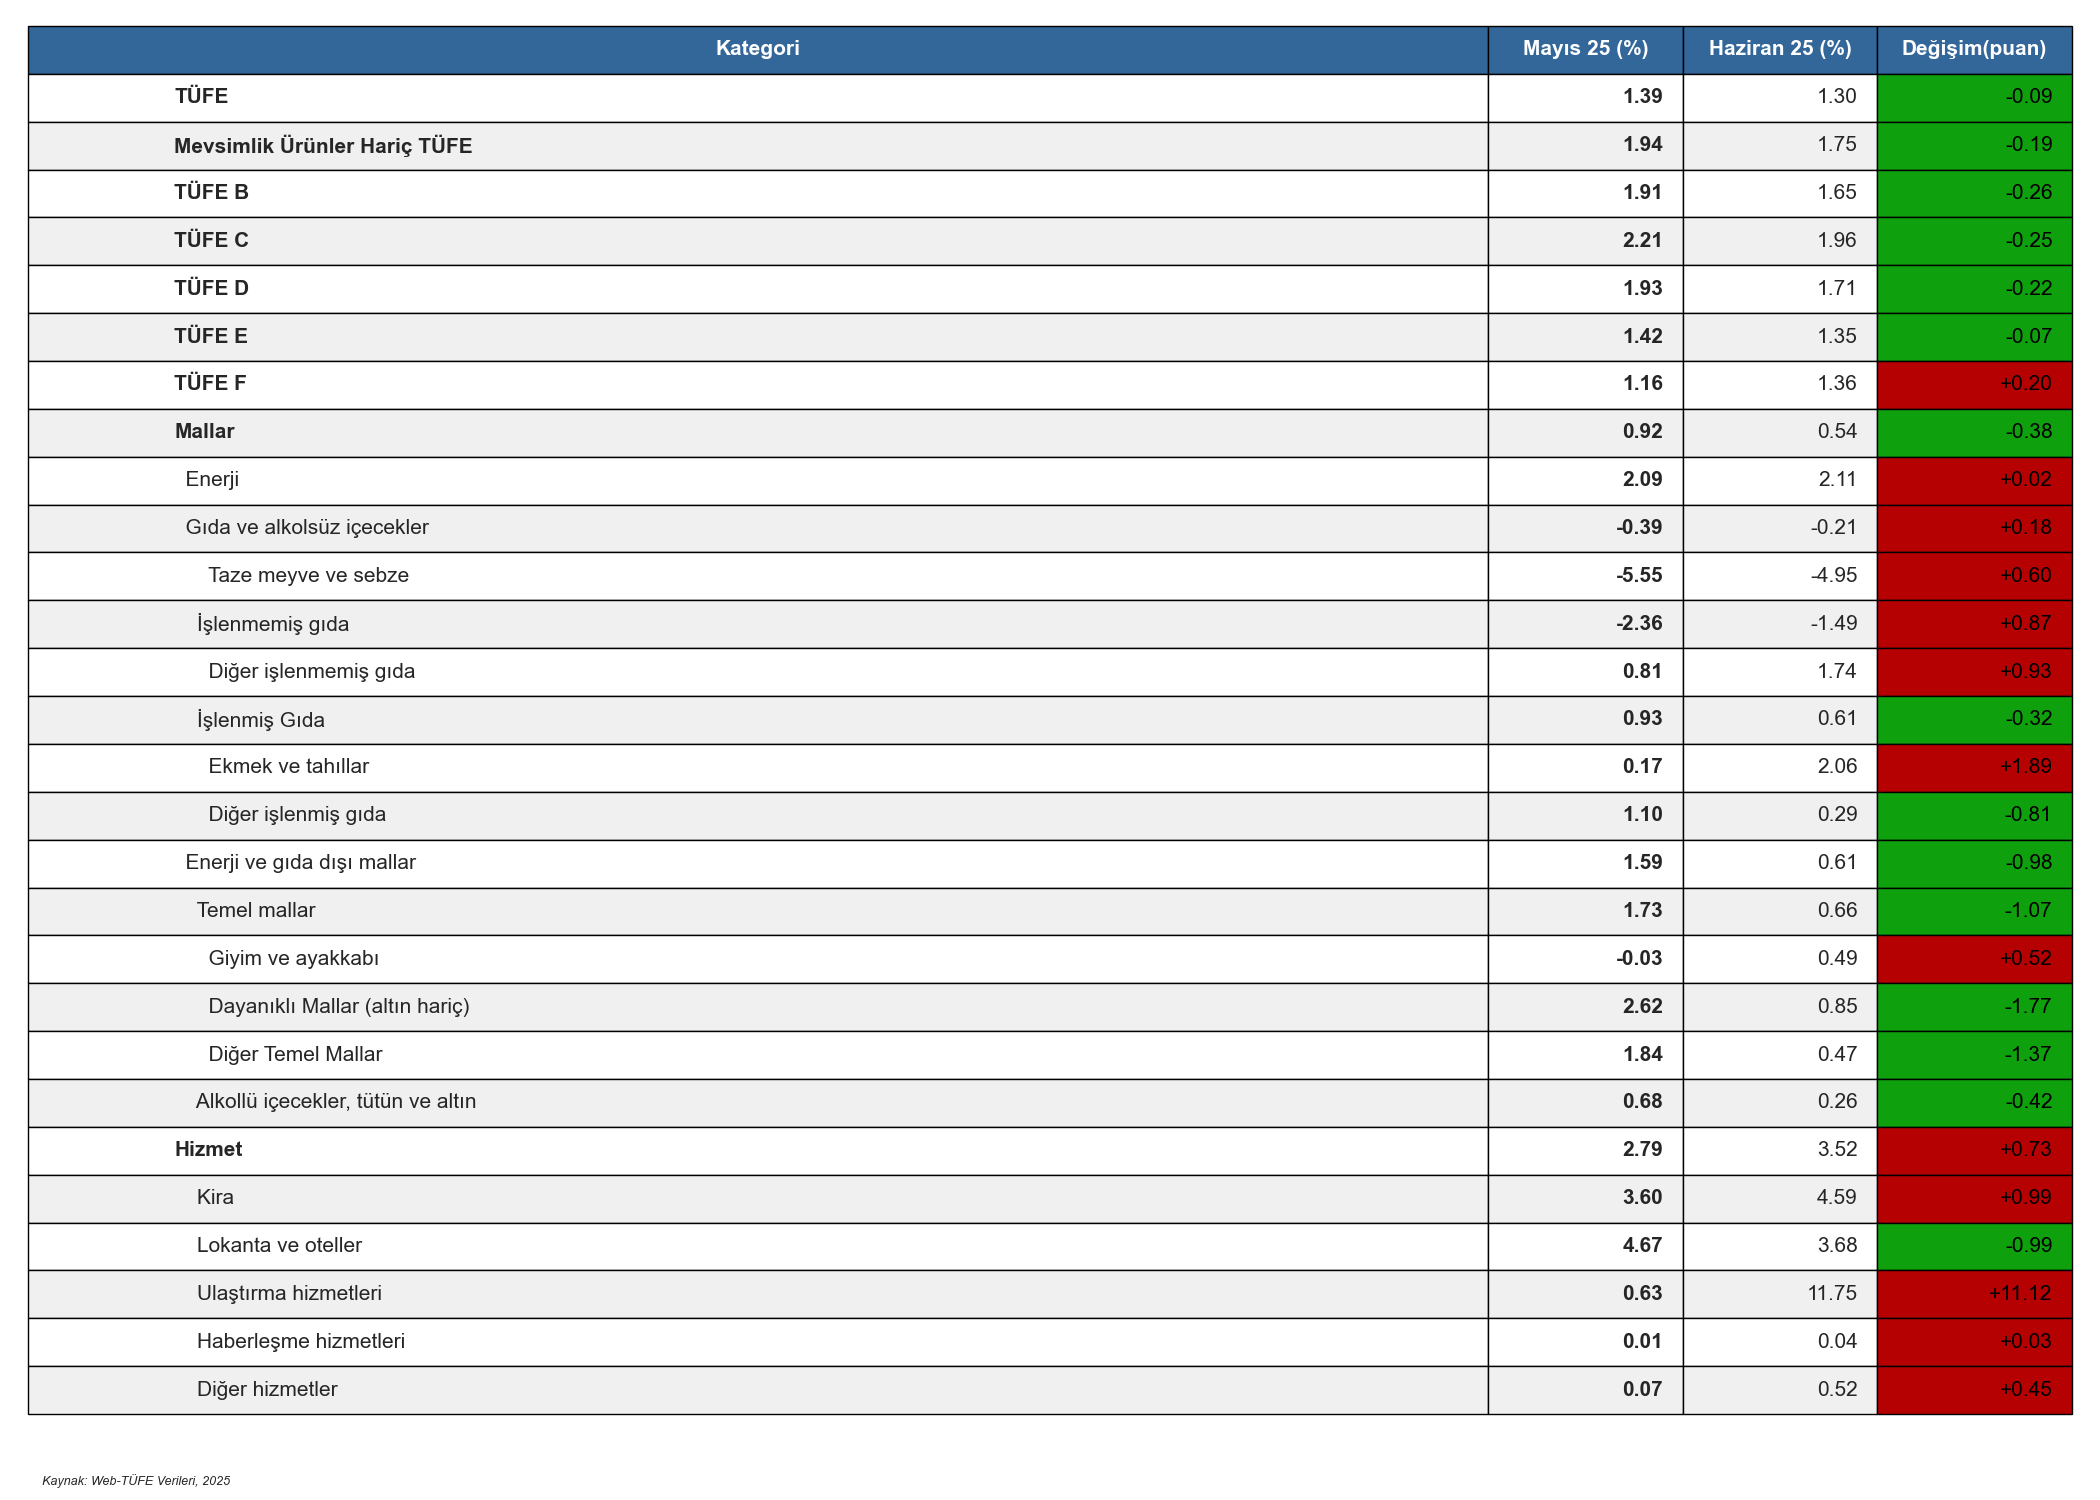 Kategori Mayıs 25 (%) Haziran 25 (%) Değişim(puan)
TÜFE 1.39 1.30 -0.09
Mevsimlik Ürünler Hariç TÜFE 1.94 1.75 -0.19
TÜFE B 1.91 1.65 -0.26
TÜFE C 2.21 1.96 -0.25
TÜFE D 1.93 1.71 -0.22
TÜFE E 1.42 1.35 -0.07
TÜFE F 1.16 1.36 +0.20
Mallar 0.92 0.54 -0.38
Enerji 2.09 2.11 +0.02
Gıda ve alkolsüz içecekler -0.39 -0.21 +0.18
Taze meyve ve sebze -5.55 -4.95 +0.60
İşlenmemiş gıda -2.36 -1.49 +0.87
Diğer işlenmemiş gıda 0.81 1.74 +0.93
İşlenmiş Gıda 0.93 0.61 -0.32
Ekmek ve tahıllar 0.17 2.06 +1.89
Diğer işlenmiş gıda 1.10 0.29 -0.81
Enerji ve gıda dışı mallar 1.59 0.61 -0.98
Temel mallar 1.73 0.66 -1.07
Giyim ve ayakkabı -0.03 0.49 +0.52
Dayanıklı Mallar (altın hariç) 2.62 0.85 -1.77
Diğer Temel Mallar 1.84 0.47 -1.37
Alkollü içecekler, tütün ve altın 0.68 0.26 -0.42
Hizmet 2.79 3.52 +0.73
Kira 3.60 4.59 +0.99
Lokanta ve oteller 4.67 3.68 -0.99
Ulaştırma hizmetleri 0.63 11.75 +11.12
Haberleşme hizmetleri 0.01 0.04 +0.03
Diğer hizmetler 0.07 0.52 +0.45
Kaynak: Web-TÜFE Verileri, 2025